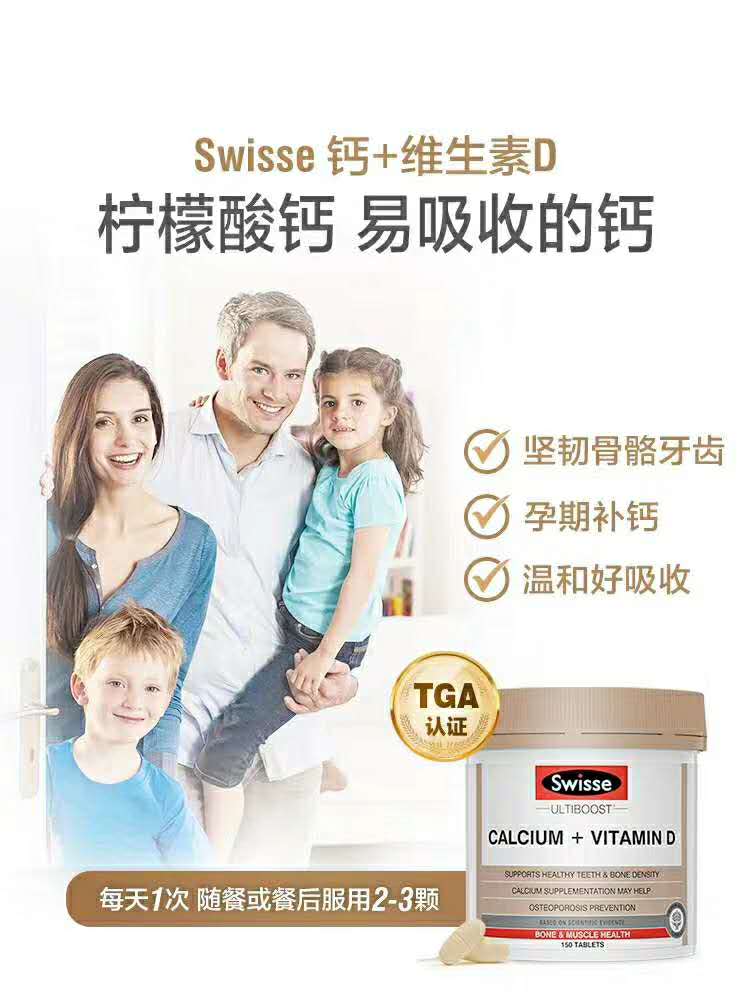 Swisse 钙+维生素D
柠檬酸钙 易吸收的钙
坚韧骨骼牙齿
孕期补钙
温和好吸收
TGA
认证
Swisse
ULTIBOOST
CALCIUM + VITAMIN D
SUPPORTS HEALTHY TEETH & BONE DENSITY
CALCIUM SUPPLEMENTATION MAY HELP
OSTEOPOROSIS PREVENTION
BASED ON SCIENTIFIC EVIDENCE
BONE & MUSCLE HEALTH
150 TABLETS
每天1次 随餐或餐后服用2-3颗